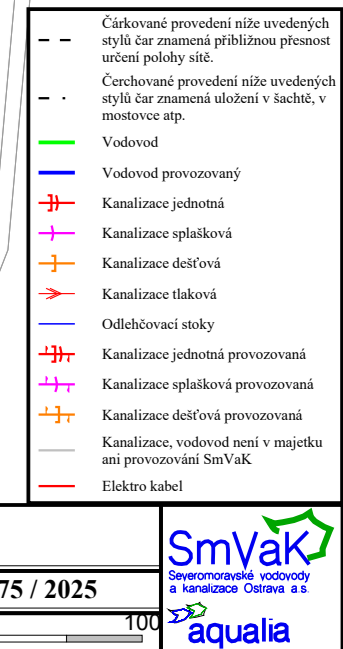 Čárkované provedení níže uvedených
stylů čar znamená přibližnou přesnost
určení polohy sítě.
Čerchované provedení níže uvedených
stylů čar znamená uložení v šachtě, v
mostovce atp.
Vodovod
Vodovod provozovaný
Kanalizace jednotná
Kanalizace splašková
Kanalizace dešťová
Kanalizace tlaková
Odlehčovací stoky
Kanalizace jednotná provozovaná
Kanalizace splašková provozovaná
Kanalizace dešťová provozovaná
Kanalizace, vodovod není v majetku
ani provozování SmVaK
Elektro kabel
75 / 2025
100
SmVaK
Severomoravské vodovody
a kanalizace Ostrava a.s.
aqualia